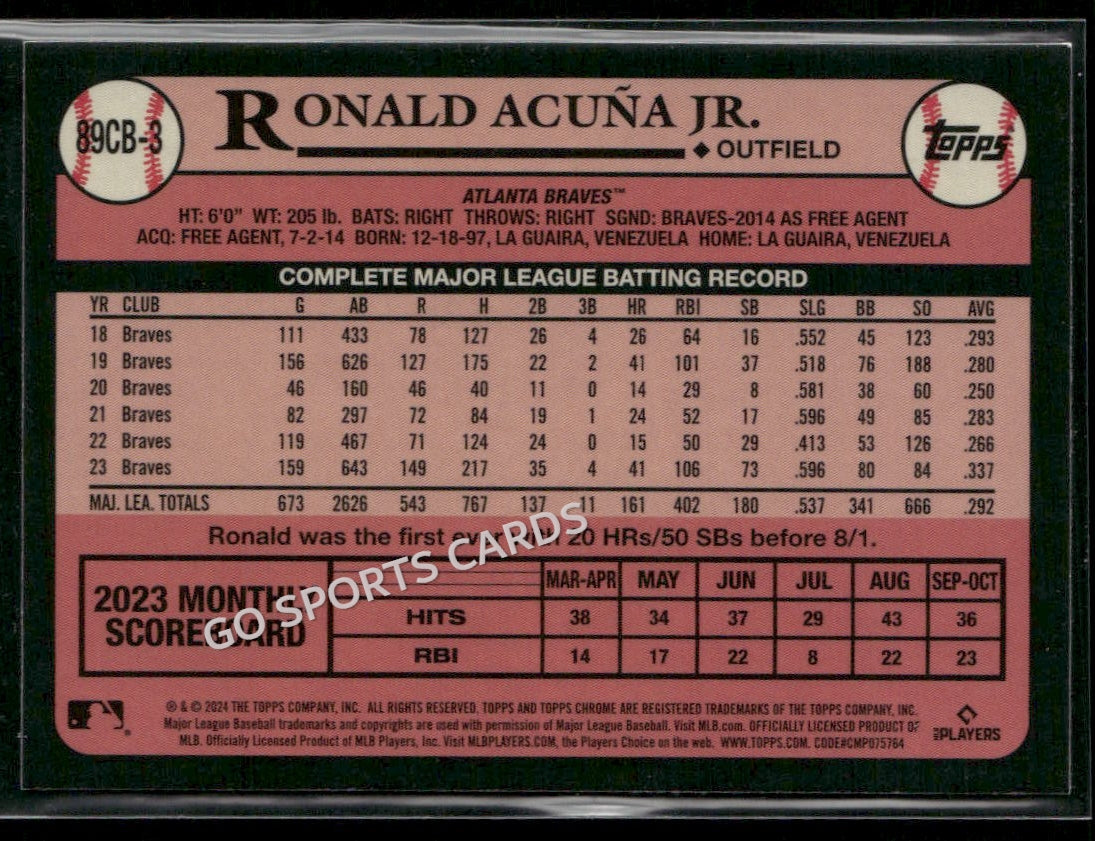 89CB-3
RONALD ACUÑA JR.
◆ OUTFIELD
topps
ATLANTA BRAVES™
HT: 6'0" WT: 205 lb. BATS: RIGHT THROWS: RIGHT SGND: BRAVES-2014 AS FREE AGENT
ACQ: FREE AGENT, 7-2-14 BORN: 12-18-97, LA GUAIRA, VENEZUELA HOME: LA GUAIRA, VENEZUELA
COMPLETE MAJOR LEAGUE BATTING RECORD
YR CLUB G AB R H 2B 3B HR RBI SB SLG BB SO AVG
18 Braves 111 433 78 127 26 4 26 64 16 .552 45 123 .293
19 Braves 156 626 127 175 22 2 41 101 37 .518 76 188 .280
20 Braves 46 160 46 40 11 0 14 29 8 .581 38 60 .250
21 Braves 82 297 72 84 19 1 24 52 17 .596 49 85 .283
22 Braves 119 467 71 124 24 0 15 50 29 .413 53 126 .266
23 Braves 159 643 149 217 35 4 41 106 73 .596 80 84 .337
MAJ. LEA. TOTALS 673 2626 543 767 137 11 161 402 180 .537 341 666 .292
Ronald was the first ever with 20 HRs/50 SBs before 8/1.
GO SPORTS CARDS
2023 MONTHLY
SCORECARD
MAR-APR MAY JUN JUL AUG SEP-OCT
HITS 38 34 37 29 43 36
RBI 14 17 22 8 22 23
® & © 2024 THE TOPPS COMPANY, INC. ALL RIGHTS RESERVED. TOPPS AND TOPPS CHROME ARE REGISTERED TRADEMARKS OF THE TOPPS COMPANY, INC.
Major League Baseball trademarks and copyrights are used with permission of Major League Baseball. Visit MLB.com. OFFICIALLY LICENSED PRODUCT OF
MLB. Officially Licensed Product of MLB Players, Inc. Visit MLBPLAYERS.COM, the Players Choice on the web. WWW.TOPPS.COM. CODE#CMP075764
MLB PLAYERS